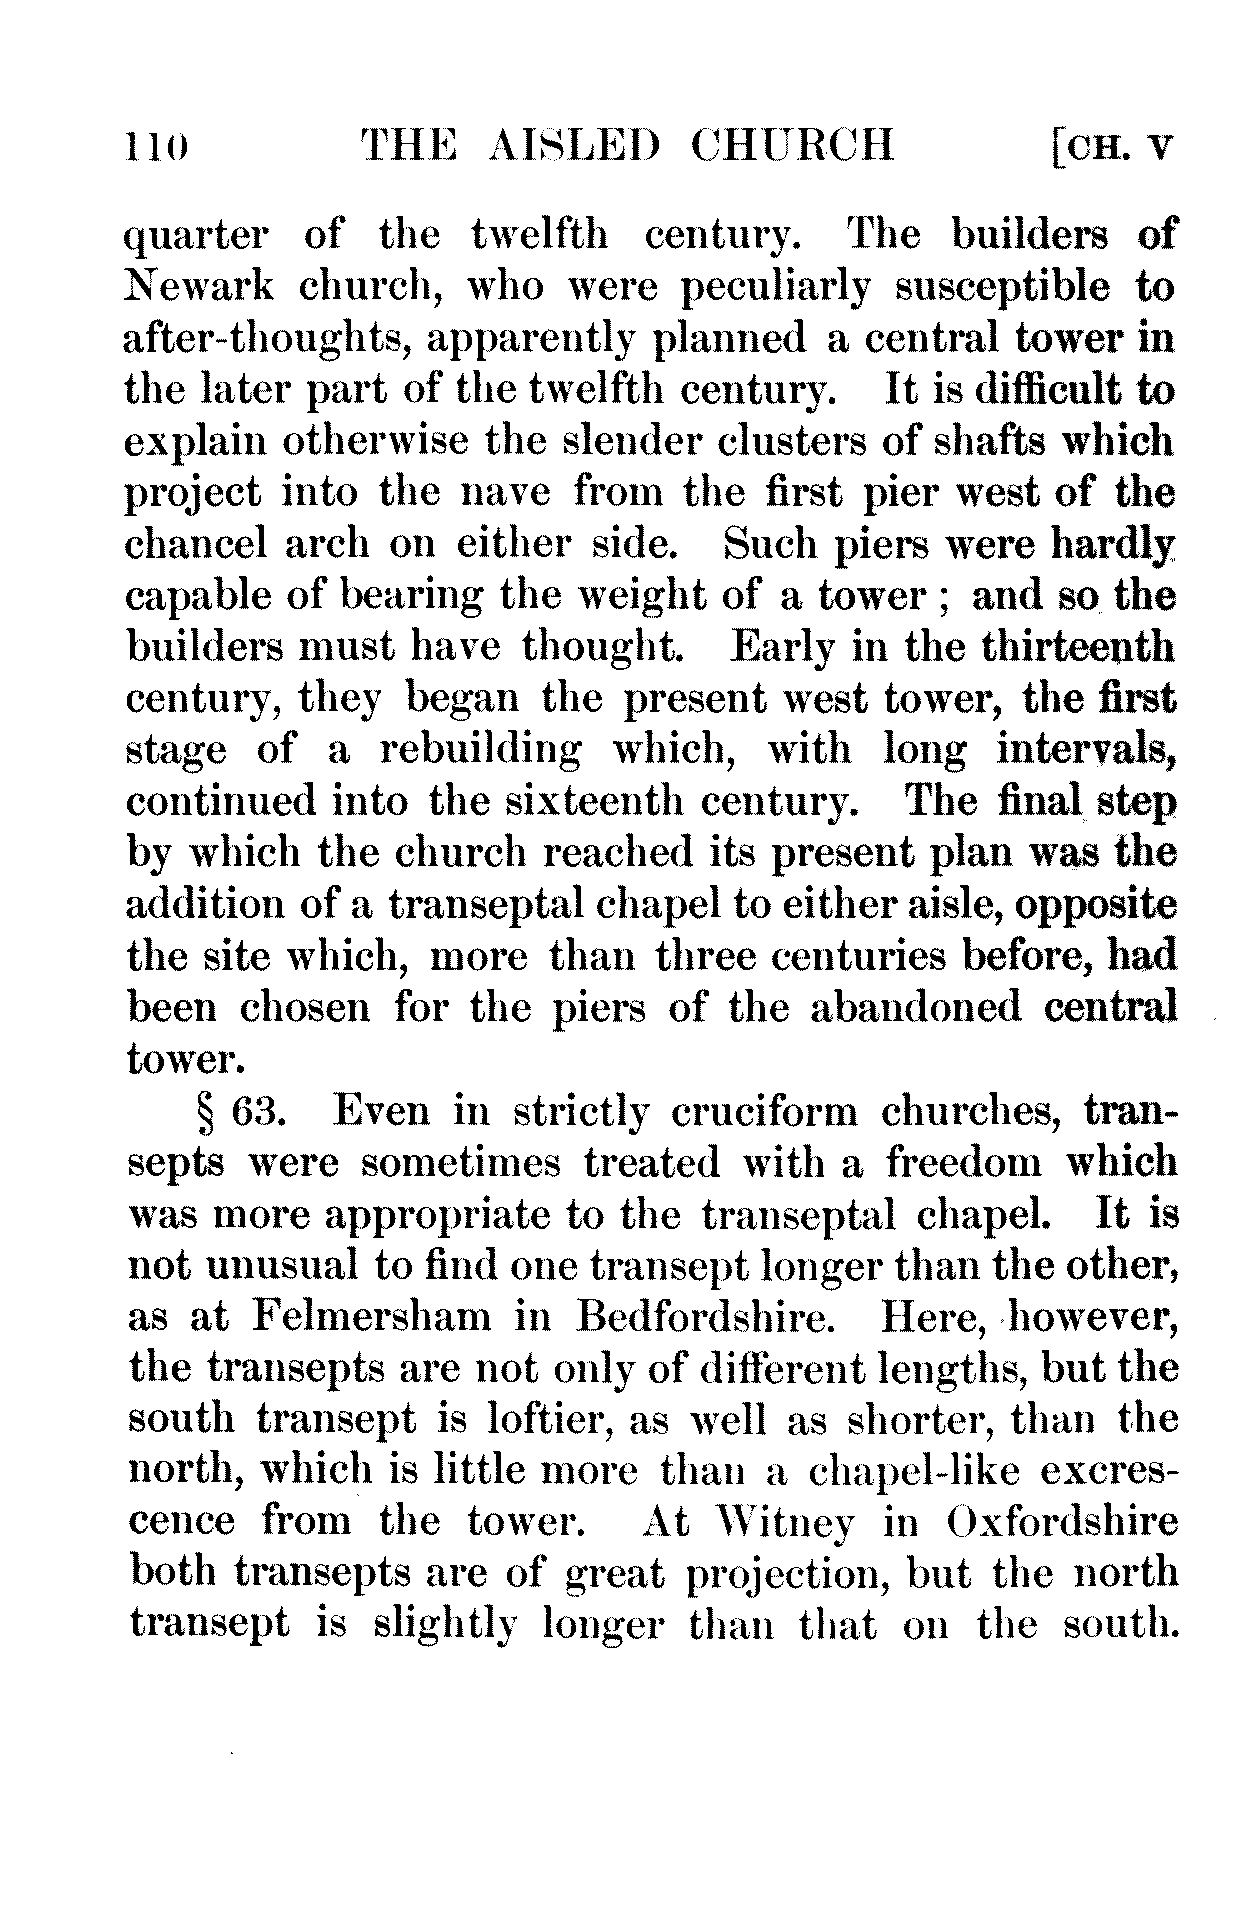 110 THE AISLED CHURCH [CH. V
quarter of the twelfth century. The builders of
Newark church, who were peculiarly susceptible to
after-thoughts, apparently planned a central tower in
the later part of the twelfth century. It is difficult to
explain otherwise the slender clusters of shafts which
project into the nave from the first pier west of the
chancel arch on either side. Such piers were hardly
capable of bearing the weight of a tower ; and so the
builders must have thought. Early in the thirteenth
century, they began the present west tower, the first
stage of a rebuilding which, with long intervals,
continued into the sixteenth century. The final step
by which the church reached its present plan was the
addition of a transeptal chapel to either aisle, opposite
the site which, more than three centuries before, had
been chosen for the piers of the abandoned central
tower.
§ 63. Even in strictly cruciform churches, tran-
septs were sometimes treated with a freedom which
was more appropriate to the transeptal chapel. It is
not unusual to find one transept longer than the other,
as at Felmersham in Bedfordshire. Here, however,
the transepts are not only of different lengths, but the
south transept is loftier, as well as shorter, than the
north, which is little more than a chapel-like excres-
cence from the tower. At Witney in Oxfordshire
both transepts are of great projection, but the north
transept is slightly longer than that on the south.